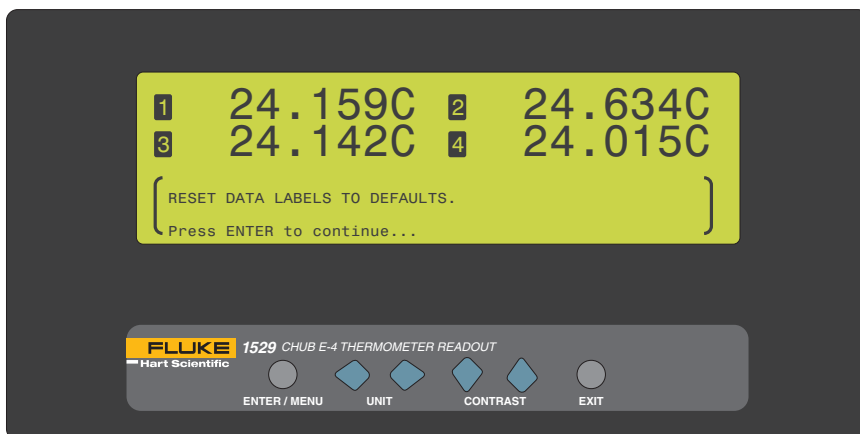 1 24.159C 2 24.634C
3 24.142C 4 24.015C
RESET DATA LABELS TO DEFAULTS.
Press ENTER to continue...
FLUKE
Hart Scientific
1529 CHUB E-4 THERMOMETER READOUT
ENTER / MENU UNIT CONTRAST EXIT